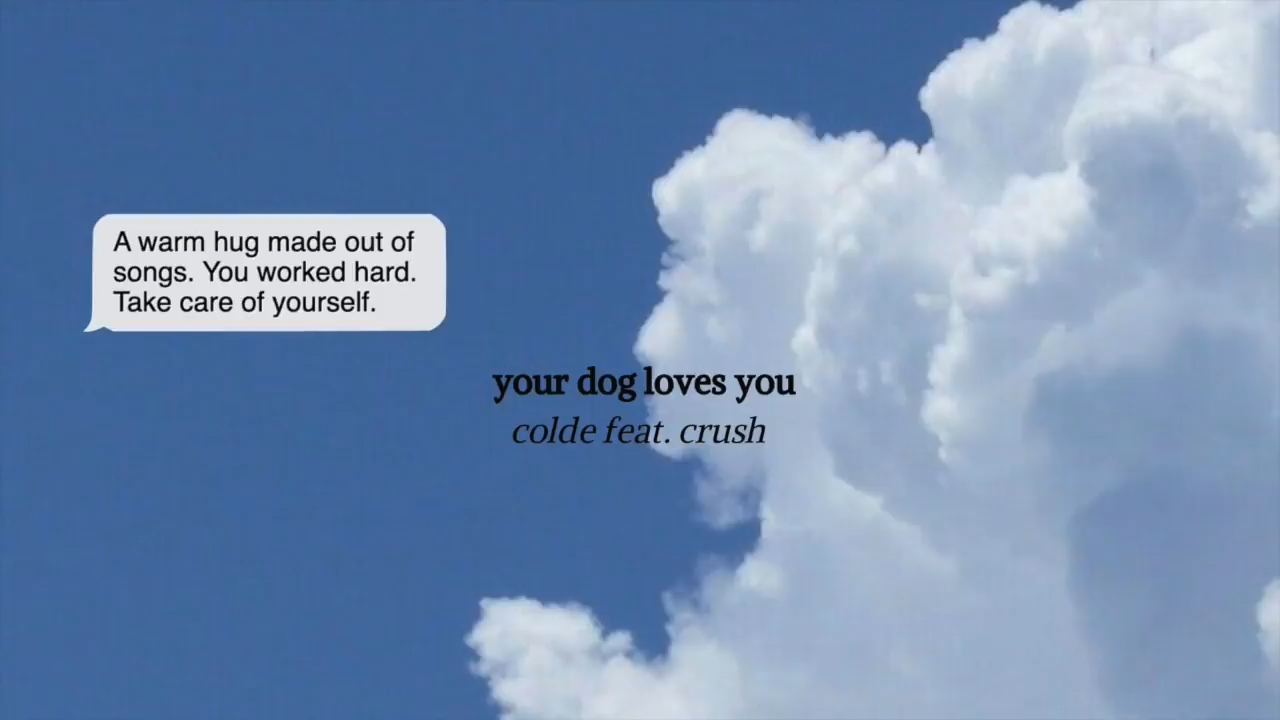 A warm hug made out of
songs. You worked hard.
Take care of yourself.
your dog loves you
colde feat. crush